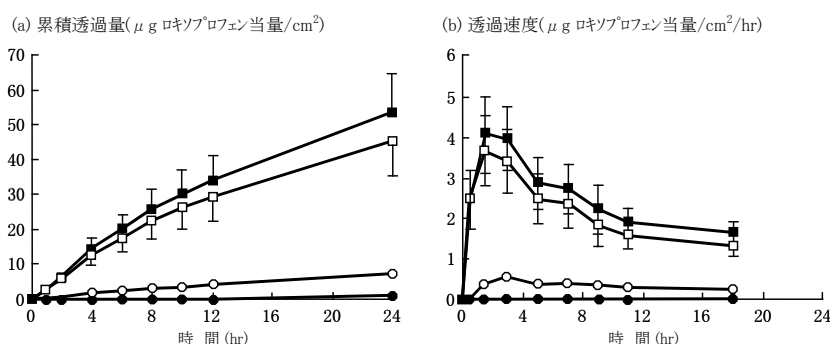 (a) 累積透過量(μg ﾛｷｿﾌﾟﾛﾌｪﾝ当量/cm²)
70
60
50
40
30
20
10
0
0 4 8 12 16 20 24
時 間 (hr)
(b) 透過速度(μg ﾛｷｿﾌﾟﾛﾌｪﾝ当量/cm²/hr)
6
5
4
3
2
1
0
0 4 8 12 16 20 24
時 間 (hr)